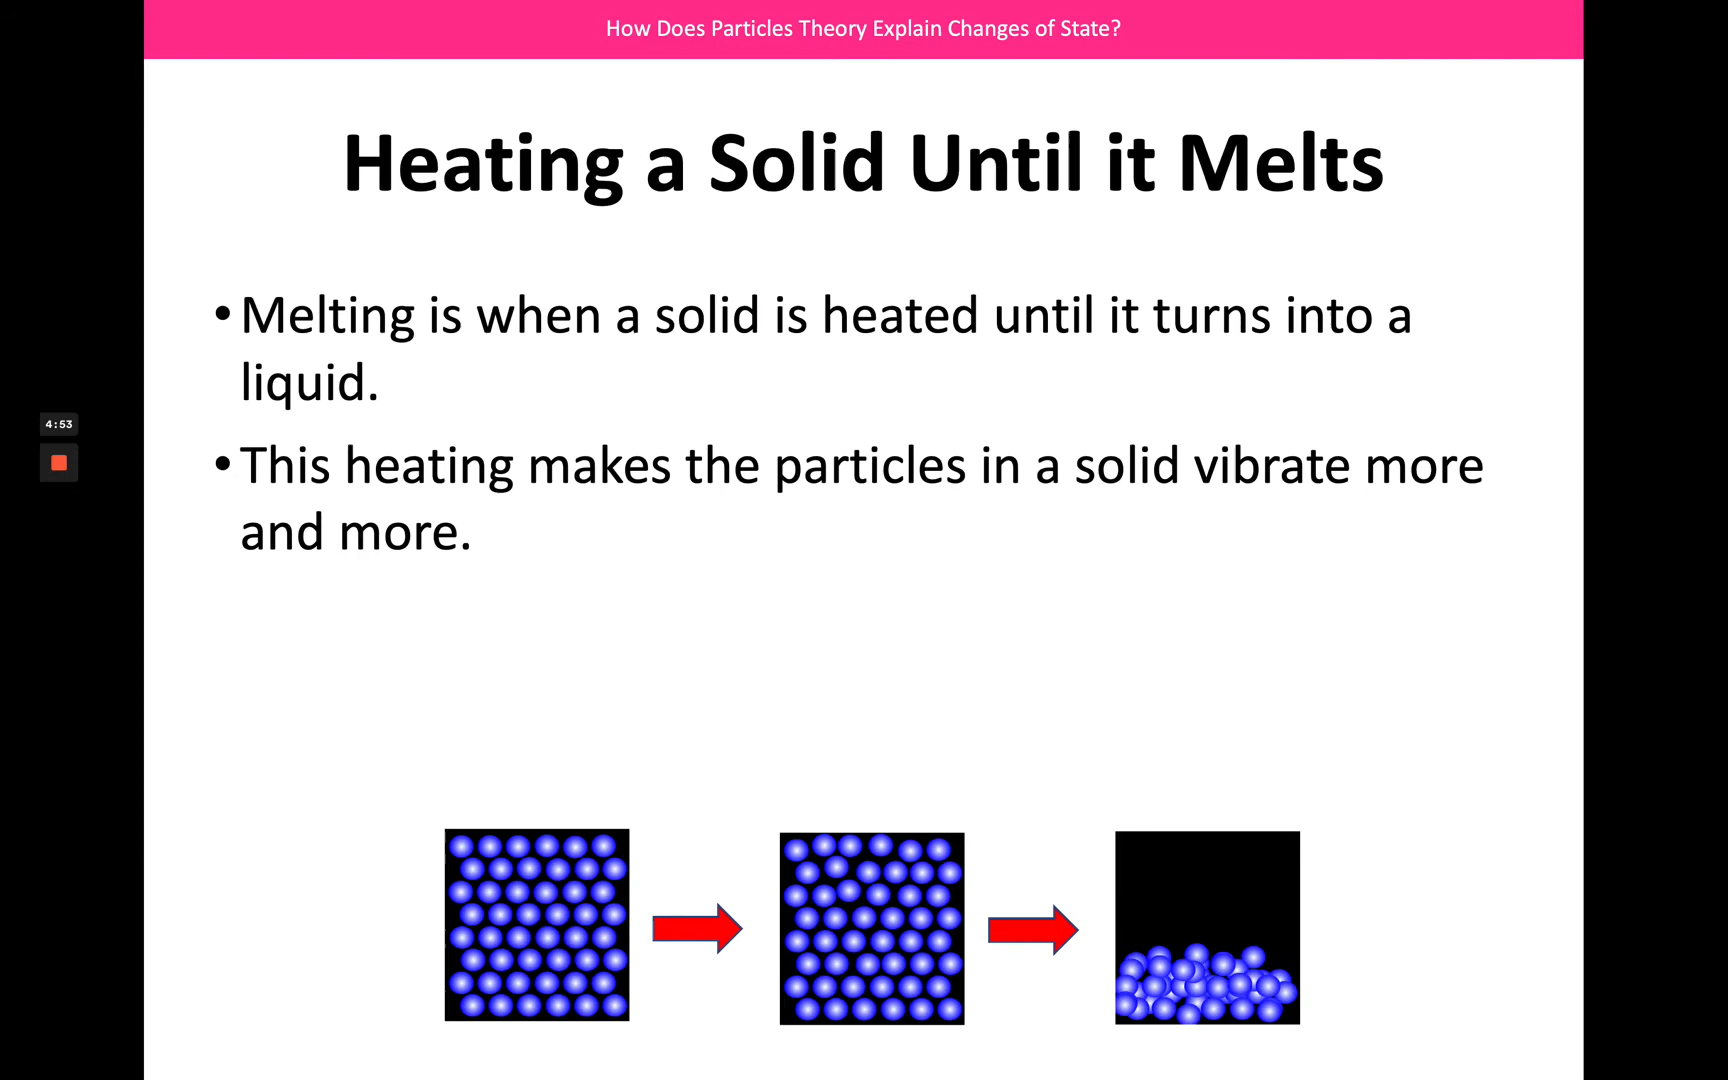 How Does Particles Theory Explain Changes of State?
Heating a Solid Until it Melts
•Melting is when a solid is heated until it turns into a
liquid.
•This heating makes the particles in a solid vibrate more
and more.
4:53